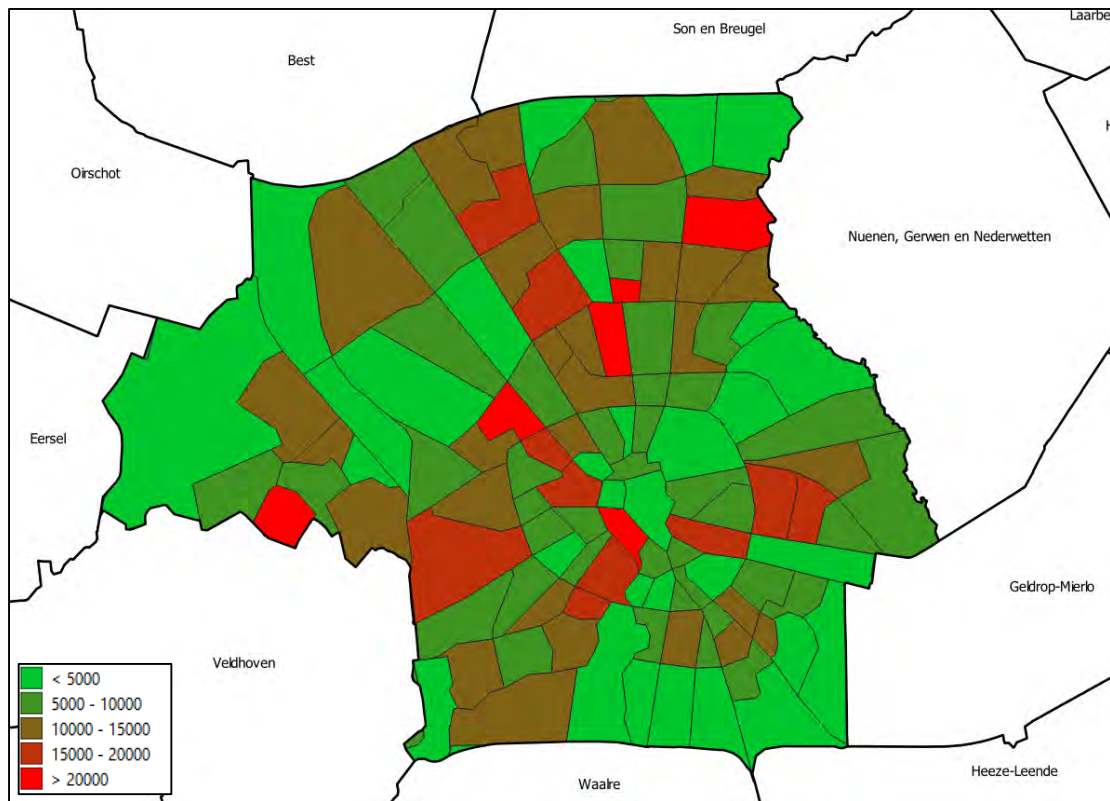 Laarbe
Son en Breugel
Best
H
Oirschot
Nuenen, Gerwen en Nederwetten
Eersel
Geldrop-Mierlo
Veldhoven
Heeze-Leende
Waalre
< 5000
5000 - 10000
10000 - 15000
15000 - 20000
> 20000